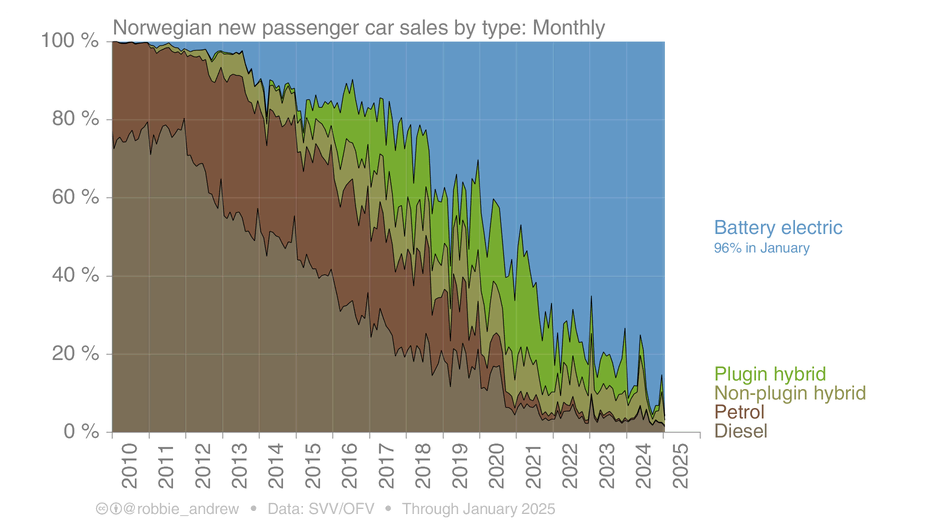 Norwegian new passenger car sales by type: Monthly
100 %
80 %
60 %
40 %
20 %
0 %
Battery electric
96% in January
Plugin hybrid
Non-plugin hybrid
Petrol
Diesel
2010
2011
2012
2013
2014
2015
2016
2017
2018
2019
2020
2021
2022
2023
2024
2025
@robbie_andrew • Data: SVV/OFV • Through January 2025